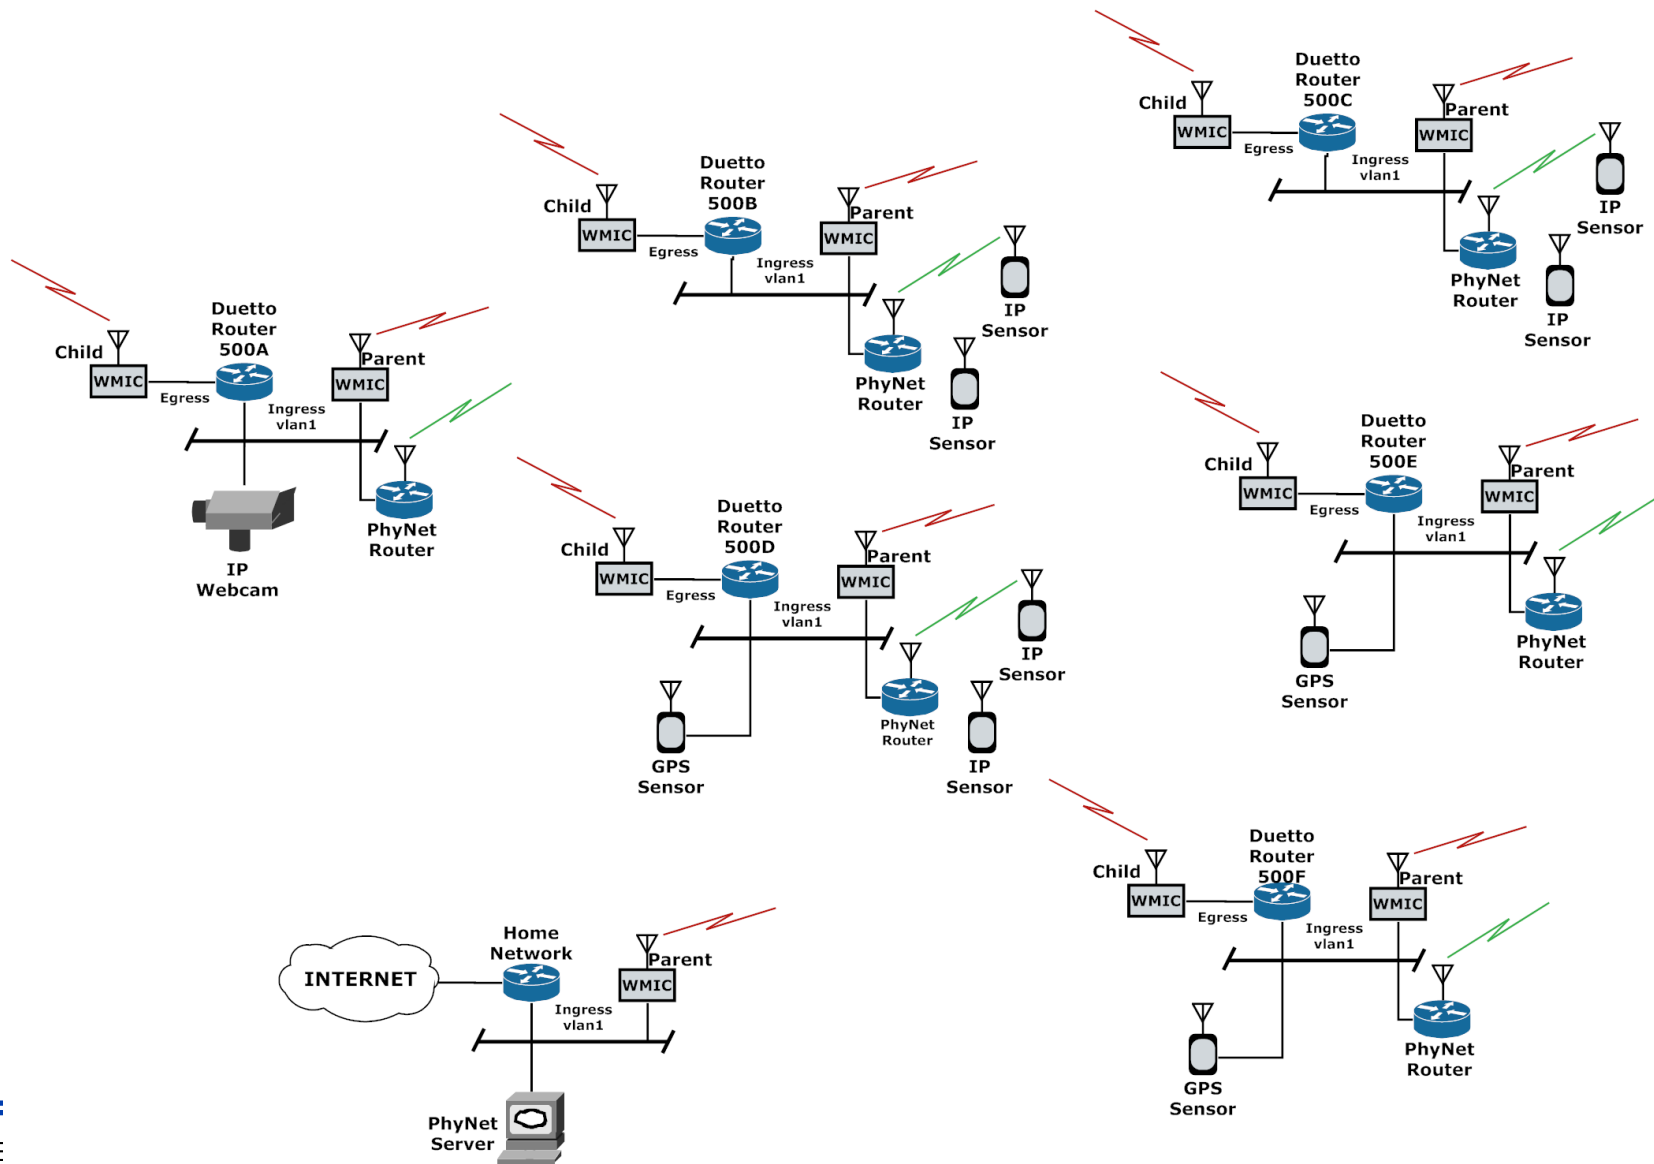 Duetto
Router
500C
Child
WMIC
Egress
Parent
WMIC
Ingress
vlan1
IP
Sensor
PhyNet
Router
IP
Sensor
Duetto
Router
500B
Child
WMIC
Egress
Parent
WMIC
Ingress
vlan1
IP
Sensor
PhyNet
Router
IP
Sensor
Duetto
Router
500A
Child
WMIC
Egress
Parent
WMIC
Ingress
vlan1
PhyNet
Router
IP
Webcam
Duetto
Router
500E
Child
WMIC
Egress
Parent
WMIC
Ingress
vlan1
PhyNet
Router
GPS
Sensor
Duetto
Router
500D
Child
WMIC
Egress
Parent
WMIC
Ingress
vlan1
IP
Sensor
PhyNet
Router
GPS
Sensor
IP
Sensor
Duetto
Router
500F
Child
WMIC
Egress
Parent
WMIC
Ingress
vlan1
PhyNet
Router
GPS
Sensor
INTERNET
Home
Network
Parent
WMIC
Ingress
vlan1
PhyNet
Server